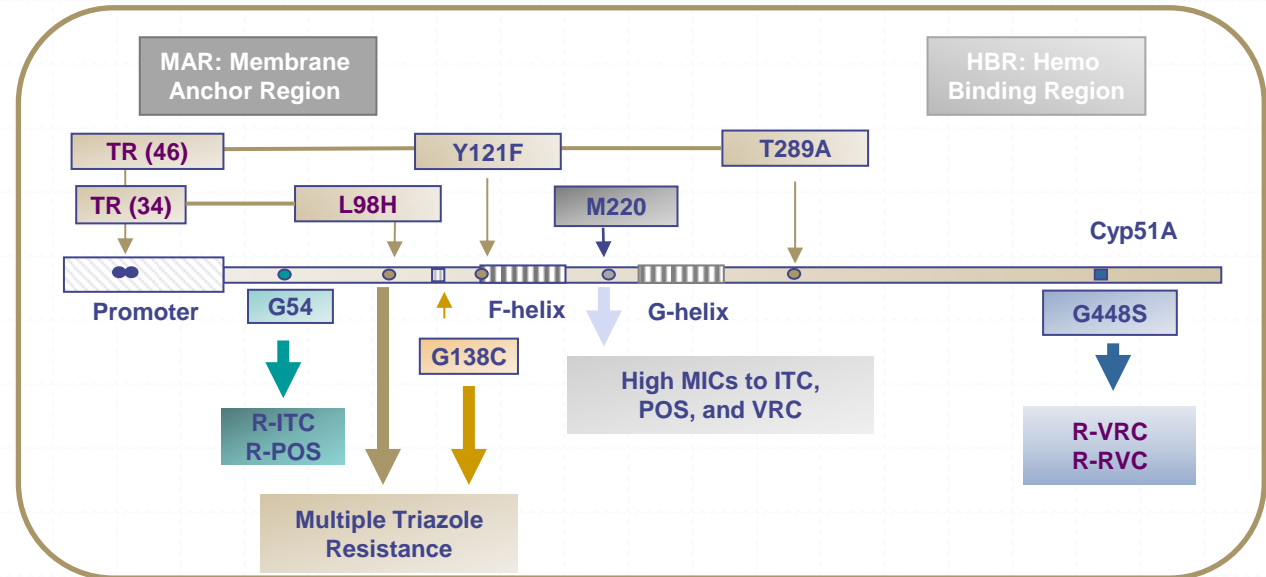 MAR: Membrane
Anchor Region
HBR: Hemo
Binding Region
TR (46)
Y121F
T289A
TR (34)
L98H
M220
Cyp51A
Promoter
G54
F-helix
G-helix
G448S
G138C
High MICs to ITC,
POS, and VRC
R-ITC
R-POS
R-VRC
R-RVC
Multiple Triazole
Resistance